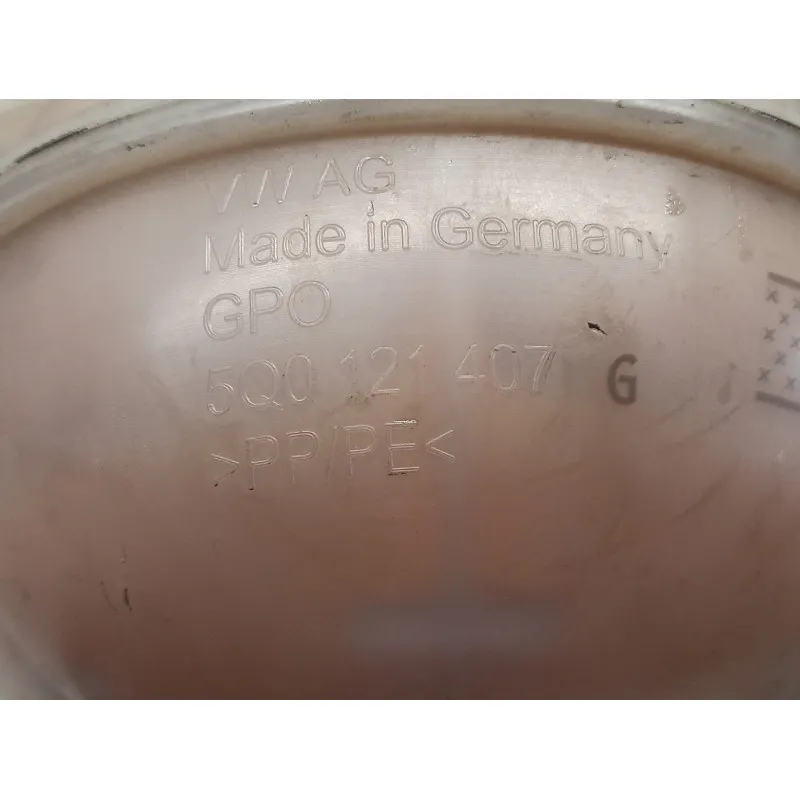 VW AG
Made in Germany
GPO
5Q0 121 407 G
>PP/PE<